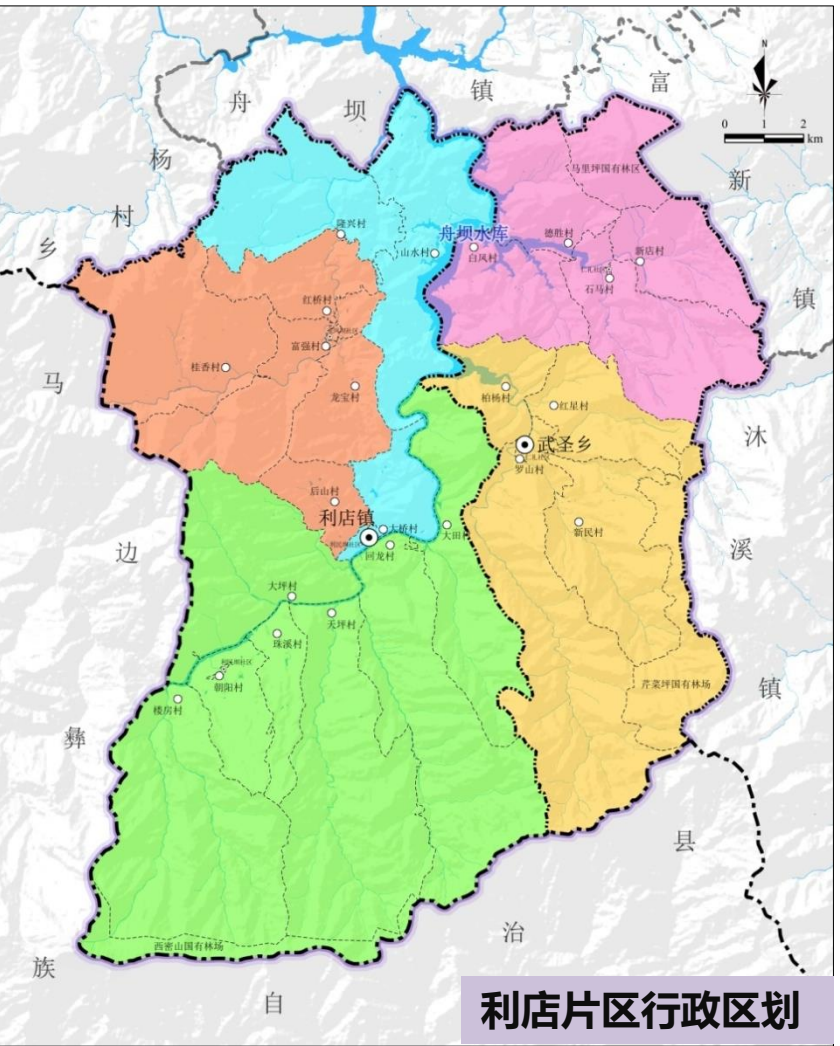 舟
坝
镇
富
N
0 1 2
km
杨
新
村
乡
马里坪国有林区
隆兴村
舟坝水库
德胜村
山水村
白凤村
新店村
石马村
镇
红桥村
富强村
桂香村
龙宝村
马
柏杨村
红星村
武圣乡
罗山村
沐
后山村
利店镇
大桥村
大田村
新民村
回龙村
边
溪
大坪村
天坪村
珠溪村
朝阳村
楼房村
芹菜坪国有林场
镇
彝
县
治
西密山国有林场
族
自
利店片区行政区划